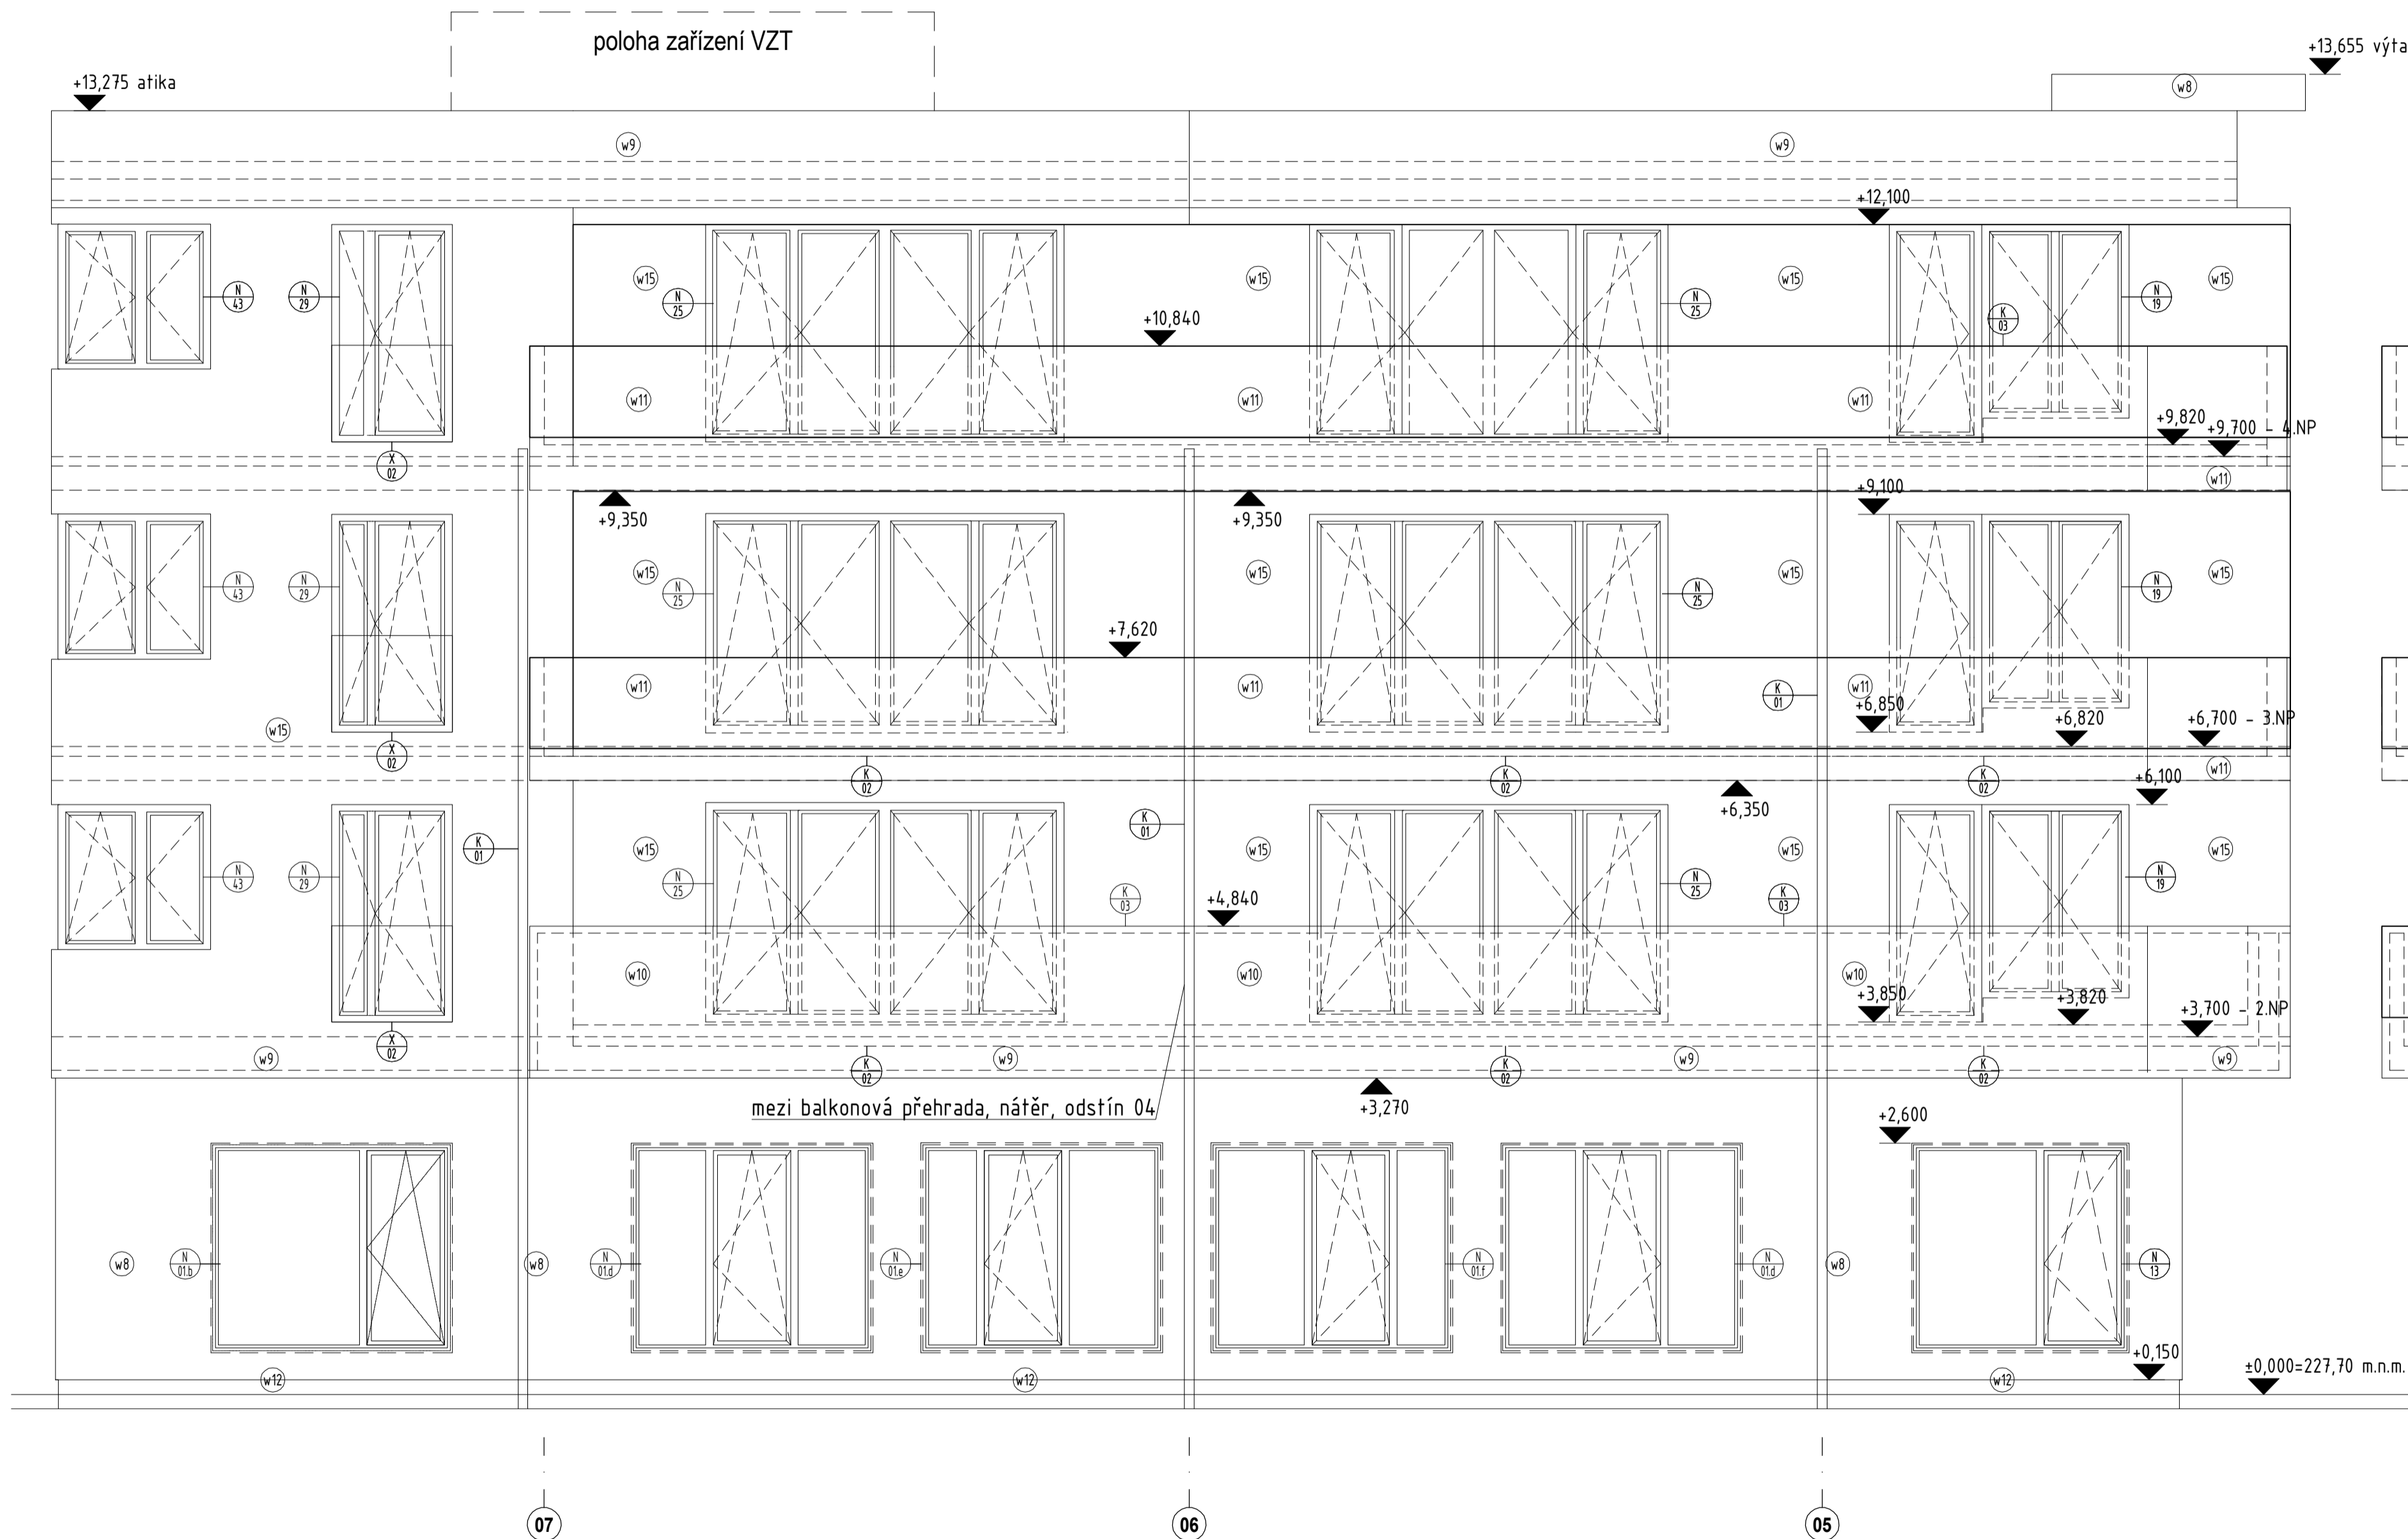 poloha zařízení VZT
+13,655 výta
+13,275 atika
w8
w9
w9
+12,100
w15
w15
w15
w15
N 43
N 29
N 25
N 25
N 19
K 03
+10,840
w11
w11
w11
+9,820
+9,700 - 4.NP
X 02
w11
+9,350
+9,350
+9,100
w15
w15
w15
w15
N 43
N 29
N 25
N 25
N 19
+7,620
w11
w11
K 01
w11
+6,850
+6,820
+6,700 - 3.NP
w15
X 02
K 02
K 02
K 02
w11
+6,100
+6,350
K 01
K 01
w15
w15
w15
w15
N 43
N 29
N 25
N 25
N 19
K 03
+4,840
K 03
w10
w10
w10
+3,850
+3,820
+3,700 - 2.NP
X 02
w9
w9
w9
w9
K 02
K 02
K 02
mezi balkonová přehrada, nátěr, odstín 04
+3,270
+2,600
w8
N 01.b
w8
N 01.d
N 01.e
N 01.f
N 01.d
w8
N 13
w12
w12
w12
+0,150
±0,000=227,70 m.n.m.
07
06
05